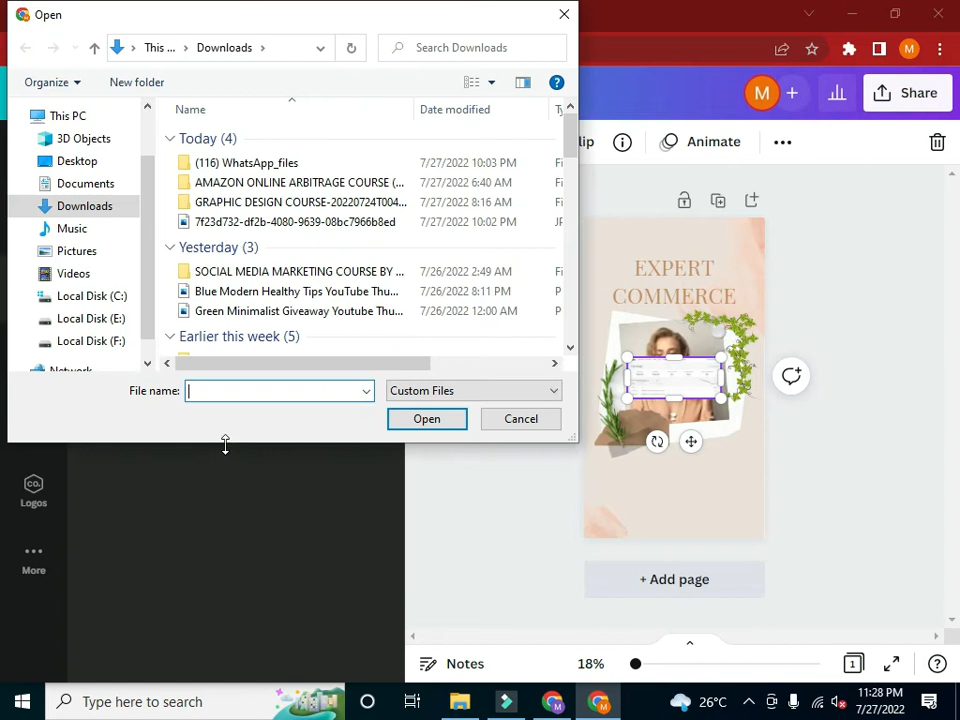 Open
This ...
Downloads
Search Downloads
Organize
New folder
Name
Date modified
This PC
3D Objects
Desktop
Documents
Downloads
Music
Pictures
Videos
Local Disk (C:)
Local Disk (E:)
Local Disk (F:)
Today (4)
(116) WhatsApp_files 7/27/2022 10:03 PM
AMAZON ONLINE ARBITRAGE COURSE (... 7/27/2022 6:40 AM
GRAPHIC DESIGN COURSE-20220724T004... 7/27/2022 8:16 AM
7f23d732-df2b-4080-9639-08bc7966b8ed 7/27/2022 10:02 PM
Yesterday (3)
SOCIAL MEDIA MARKETING COURSE BY ... 7/26/2022 2:49 AM
Blue Modern Healthy Tips YouTube Thu... 7/26/2022 8:11 PM
Green Minimalist Giveaway Youtube Thu... 7/26/2022 12:00 AM
Earlier this week (5)
File name:
Custom Files
Open
Cancel
M
M
Share
Animate
EXPERT
COMMERCE
+ Add page
CO.
Logos
More
Notes
18%
1
Type here to search
26°C
11:28 PM
7/27/2022